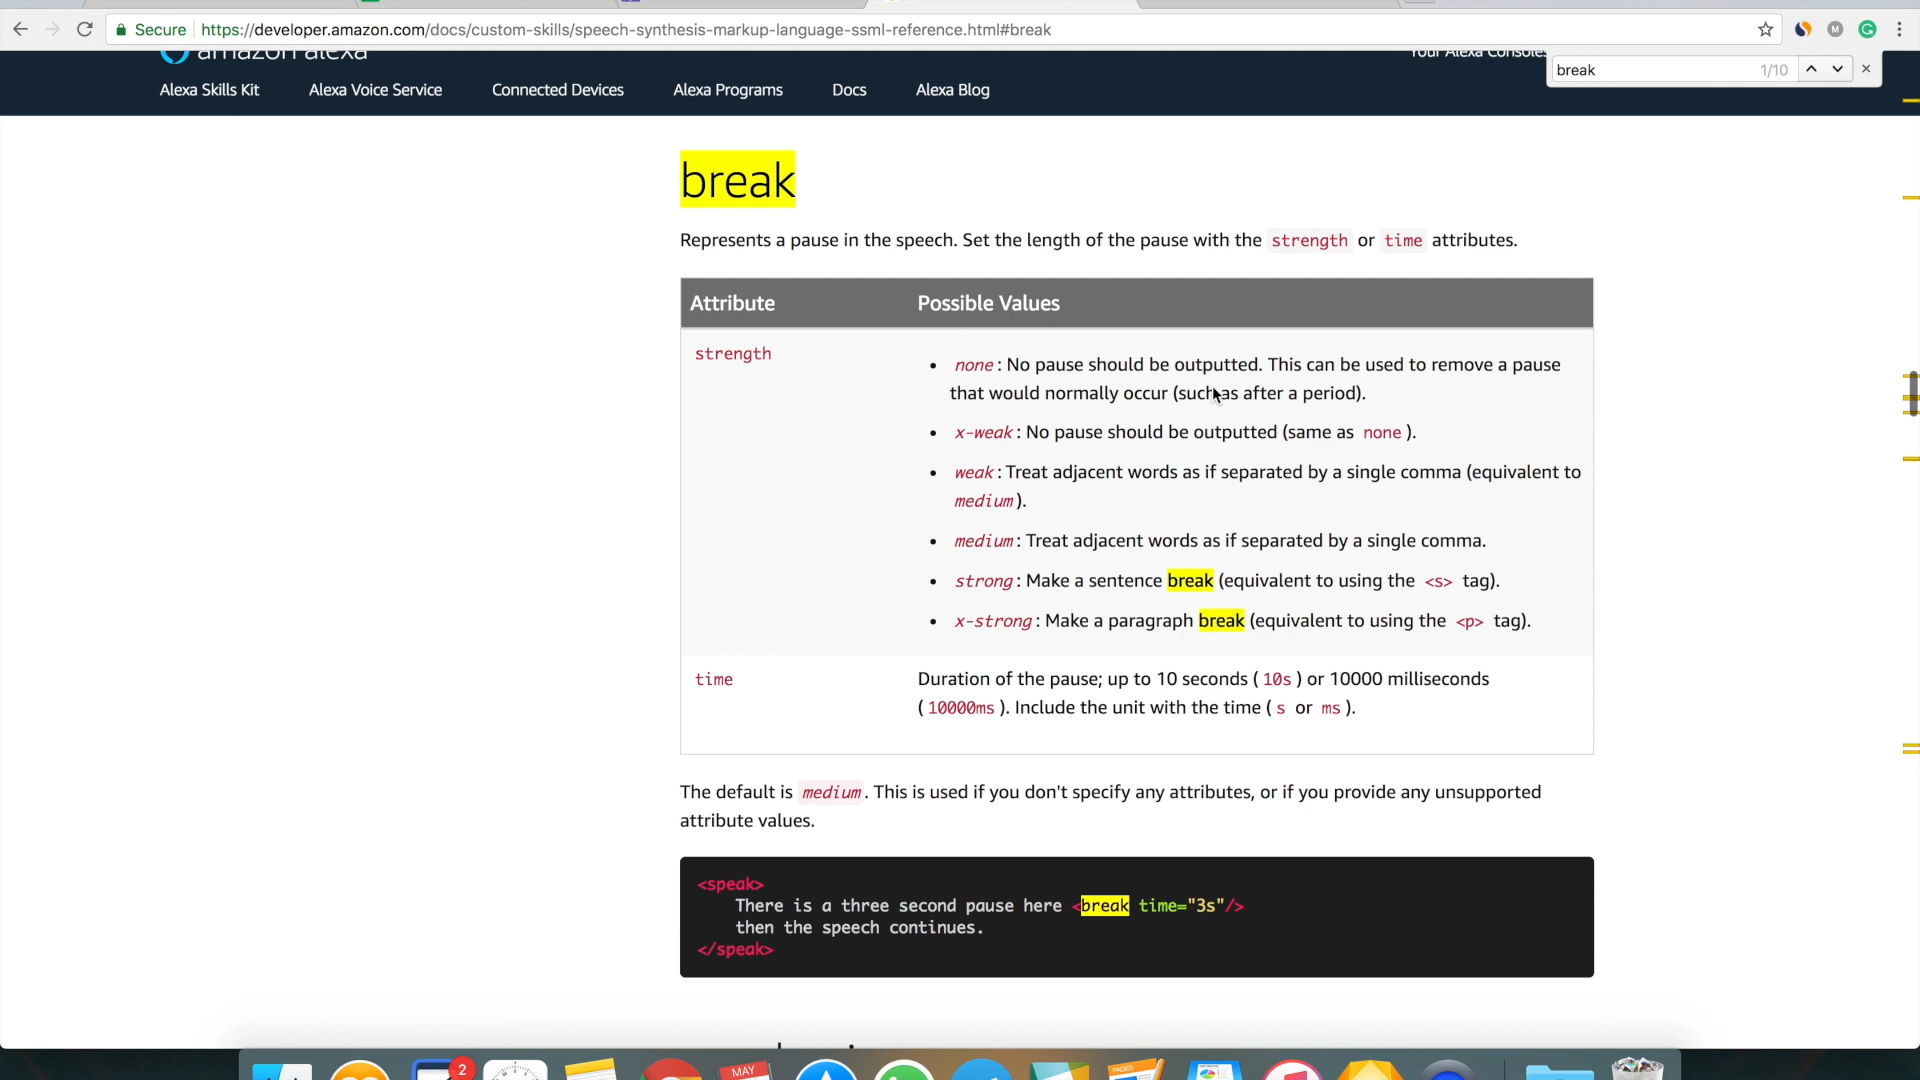 Secure https://developer.amazon.com/docs/custom-skills/speech-synthesis-markup-language-ssml-reference.html#break
M
amazon alexa
Your Alexa Consoles
break 1/10
Alexa Skills Kit Alexa Voice Service Connected Devices Alexa Programs Docs Alexa Blog
break
Represents a pause in the speech. Set the length of the pause with the strength or time attributes.
Attribute Possible Values
strength
• none: No pause should be outputted. This can be used to remove a pause
that would normally occur (such as after a period).
• x-weak: No pause should be outputted (same as none ).
• weak: Treat adjacent words as if separated by a single comma (equivalent to
medium ).
• medium: Treat adjacent words as if separated by a single comma.
• strong: Make a sentence break (equivalent to using the <s> tag).
• x-strong: Make a paragraph break (equivalent to using the <p> tag).
time Duration of the pause; up to 10 seconds ( 10s ) or 10000 milliseconds
( 10000ms ). Include the unit with the time ( s or ms ).
The default is medium. This is used if you don't specify any attributes, or if you provide any unsupported
attribute values.
<speak>
There is a three second pause here <break time="3s"/>
then the speech continues.
</speak>
2
MAY
PAGES